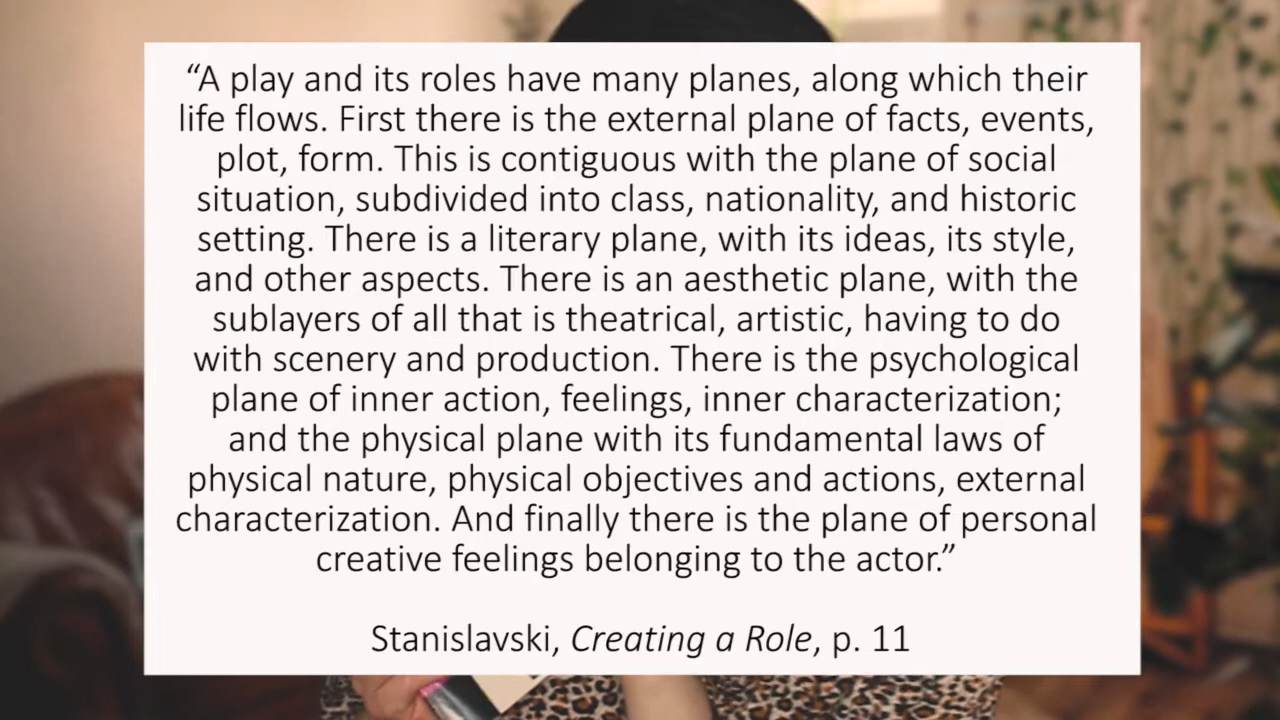 “A play and its roles have many planes, along which their
life flows. First there is the external plane of facts, events,
plot, form. This is contiguous with the plane of social
situation, subdivided into class, nationality, and historic
setting. There is a literary plane, with its ideas, its style,
and other aspects. There is an aesthetic plane, with the
sublayers of all that is theatrical, artistic, having to do
with scenery and production. There is the psychological
plane of inner action, feelings, inner characterization;
and the physical plane with its fundamental laws of
physical nature, physical objectives and actions, external
characterization. And finally there is the plane of personal
creative feelings belonging to the actor.”
Stanislavski, Creating a Role, p. 11